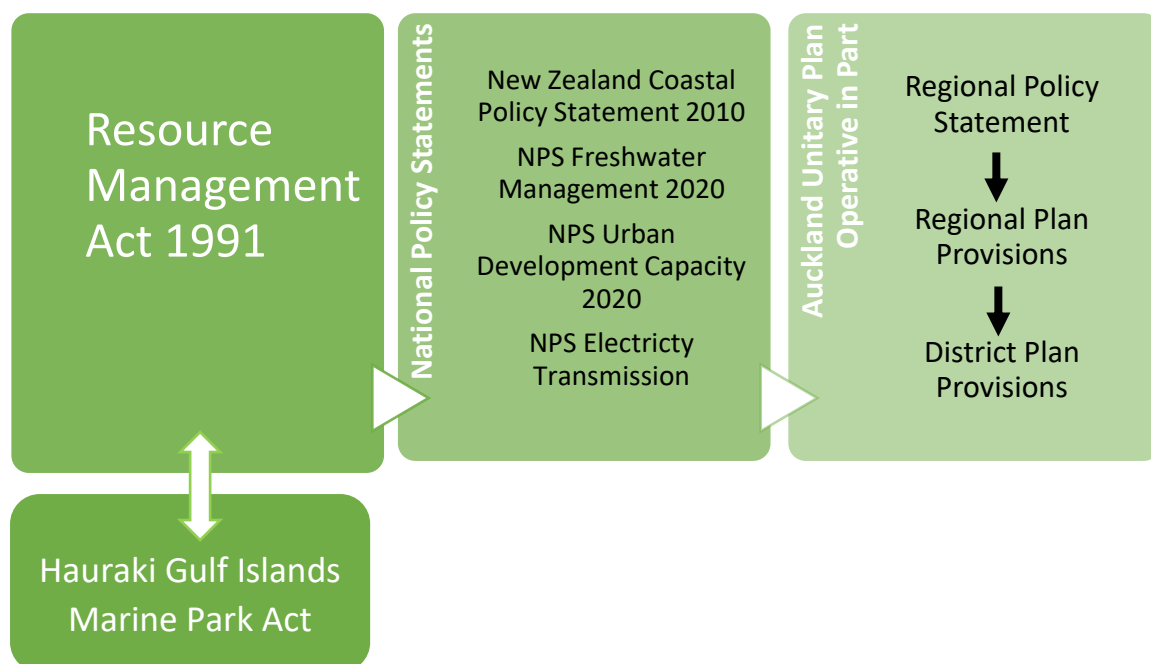 Resource
Management
Act 1991
Hauraki Gulf Islands
Marine Park Act
National Policy Statements
New Zealand Coastal
Policy Statement 2010
NPS Freshwater
Management 2020
NPS Urban
Development Capacity
2020
NPS Electricty
Transmission
Auckland Unitary Plan
Operative in Part
Regional Policy
Statement
Regional Plan
Provisions
District Plan
Provisions